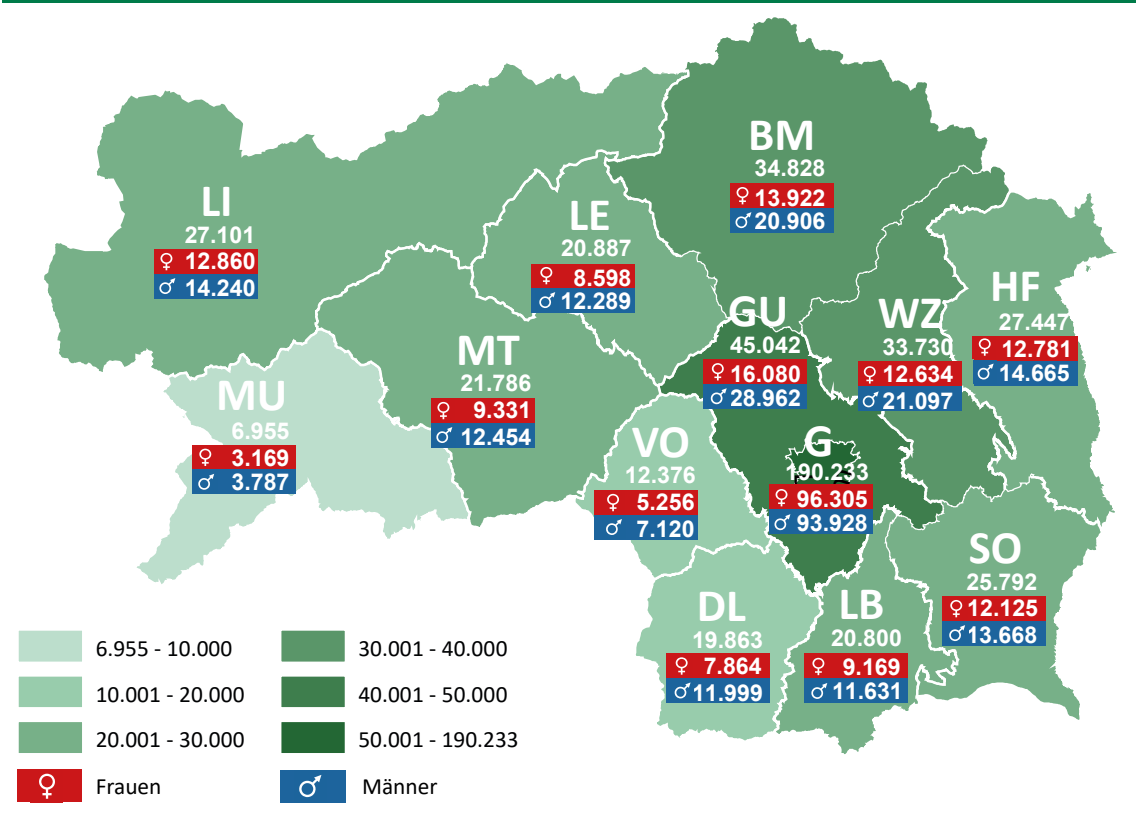 BM
34.828
♀ 13.922
♂ 20.906
LI
27.101
♀ 12.860
♂ 14.240
LE
20.887
♀ 8.598
♂ 12.289
HF
27.447
♀ 12.781
♂ 14.665
GU
45.042
♀ 16.080
♂ 28.962
WZ
33.730
♀ 12.634
♂ 21.097
MT
21.786
♀ 9.331
♂ 12.454
MU
6.955
♀ 3.169
♂ 3.787
VO
12.376
♀ 5.256
♂ 7.120
G
190.233
♀ 96.305
♂ 93.928
SO
25.792
♀ 12.125
♂ 13.668
DL
19.863
♀ 7.864
♂ 11.999
LB
20.800
♀ 9.169
♂ 11.631
6.955 - 10.000
10.001 - 20.000
20.001 - 30.000
30.001 - 40.000
40.001 - 50.000
50.001 - 190.233
♀ Frauen
♂ Männer